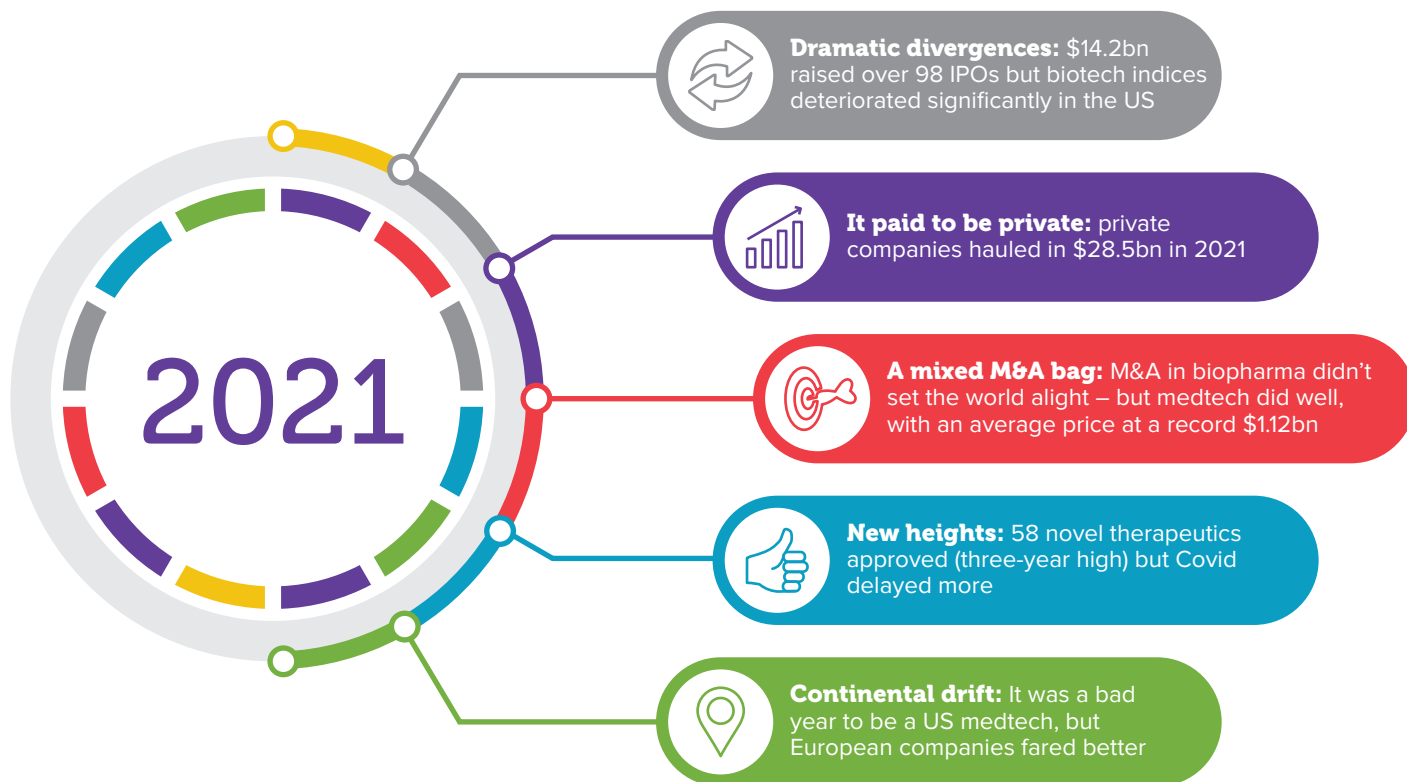 2021
Dramatic divergences: $14.2bn
raised over 98 IPOs but biotech indices
deteriorated significantly in the US
It paid to be private: private
companies hauled in $28.5bn in 2021
A mixed M&A bag: M&A in biopharma didn’t
set the world alight – but medtech did well,
with an average price at a record $1.12bn
New heights: 58 novel therapeutics
approved (three-year high) but Covid
delayed more
Continental drift: It was a bad
year to be a US medtech, but
European companies fared better